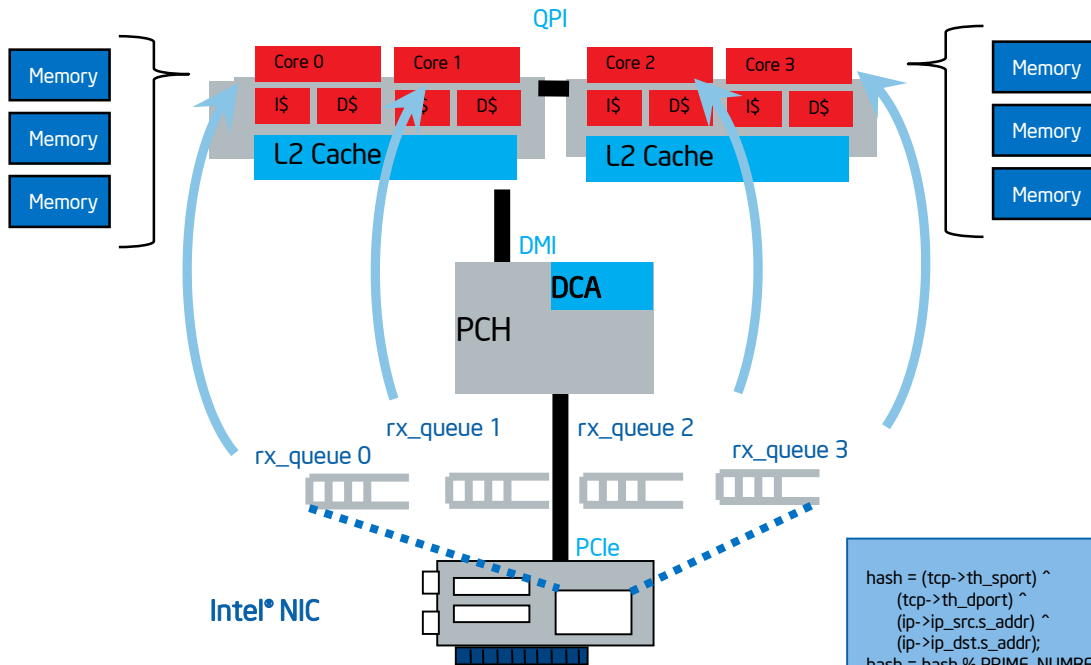 QPI
Memory
Memory
Memory
Core 0
Core 1
Core 2
Core 3
Memory
Memory
Memory
I$
D$
D$
I$
D$
I$
D$
L2 Cache
L2 Cache
DMI
DCA
PCH
rx_queue 0
rx_queue 1
rx_queue 2
rx_queue 3
PCIe
Intel® NIC
hash = (tcp->th_sport) ^
(tcp->th_dport) ^
(ip->ip_src.s_addr) ^
(ip->ip_dst.s_addr);
hash = hash %